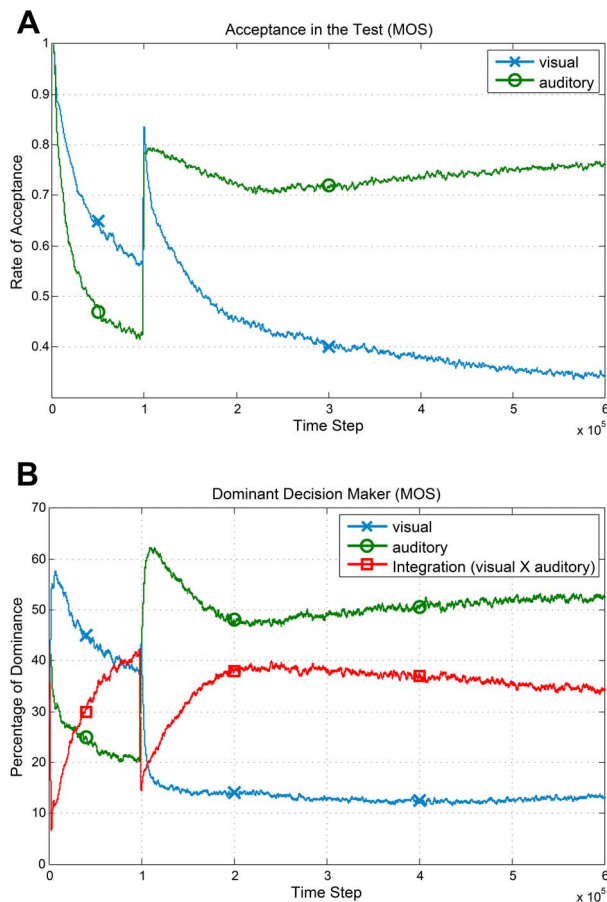 A
Acceptance in the Test (MOS)
1
0.9
0.8
0.7
0.6
0.5
0.4
Rate of Acceptance
visual
auditory
0 1 2 3 4 5 6
Time Step
x 10^5
B
Dominant Decision Maker (MOS)
70
60
50
40
30
20
10
0
Percentage of Dominance
visual
auditory
Integration (visual X auditory)
0 1 2 3 4 5 6
Time Step
x 10^5